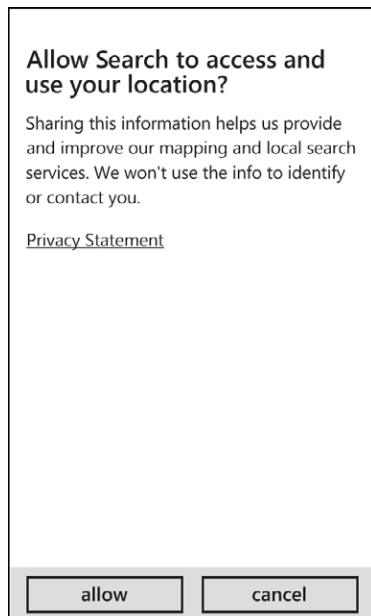 Allow Search to access and
use your location?
Sharing this information helps us provide
and improve our mapping and local search
services. We won't use the info to identify
or contact you.
Privacy Statement
allow
cancel